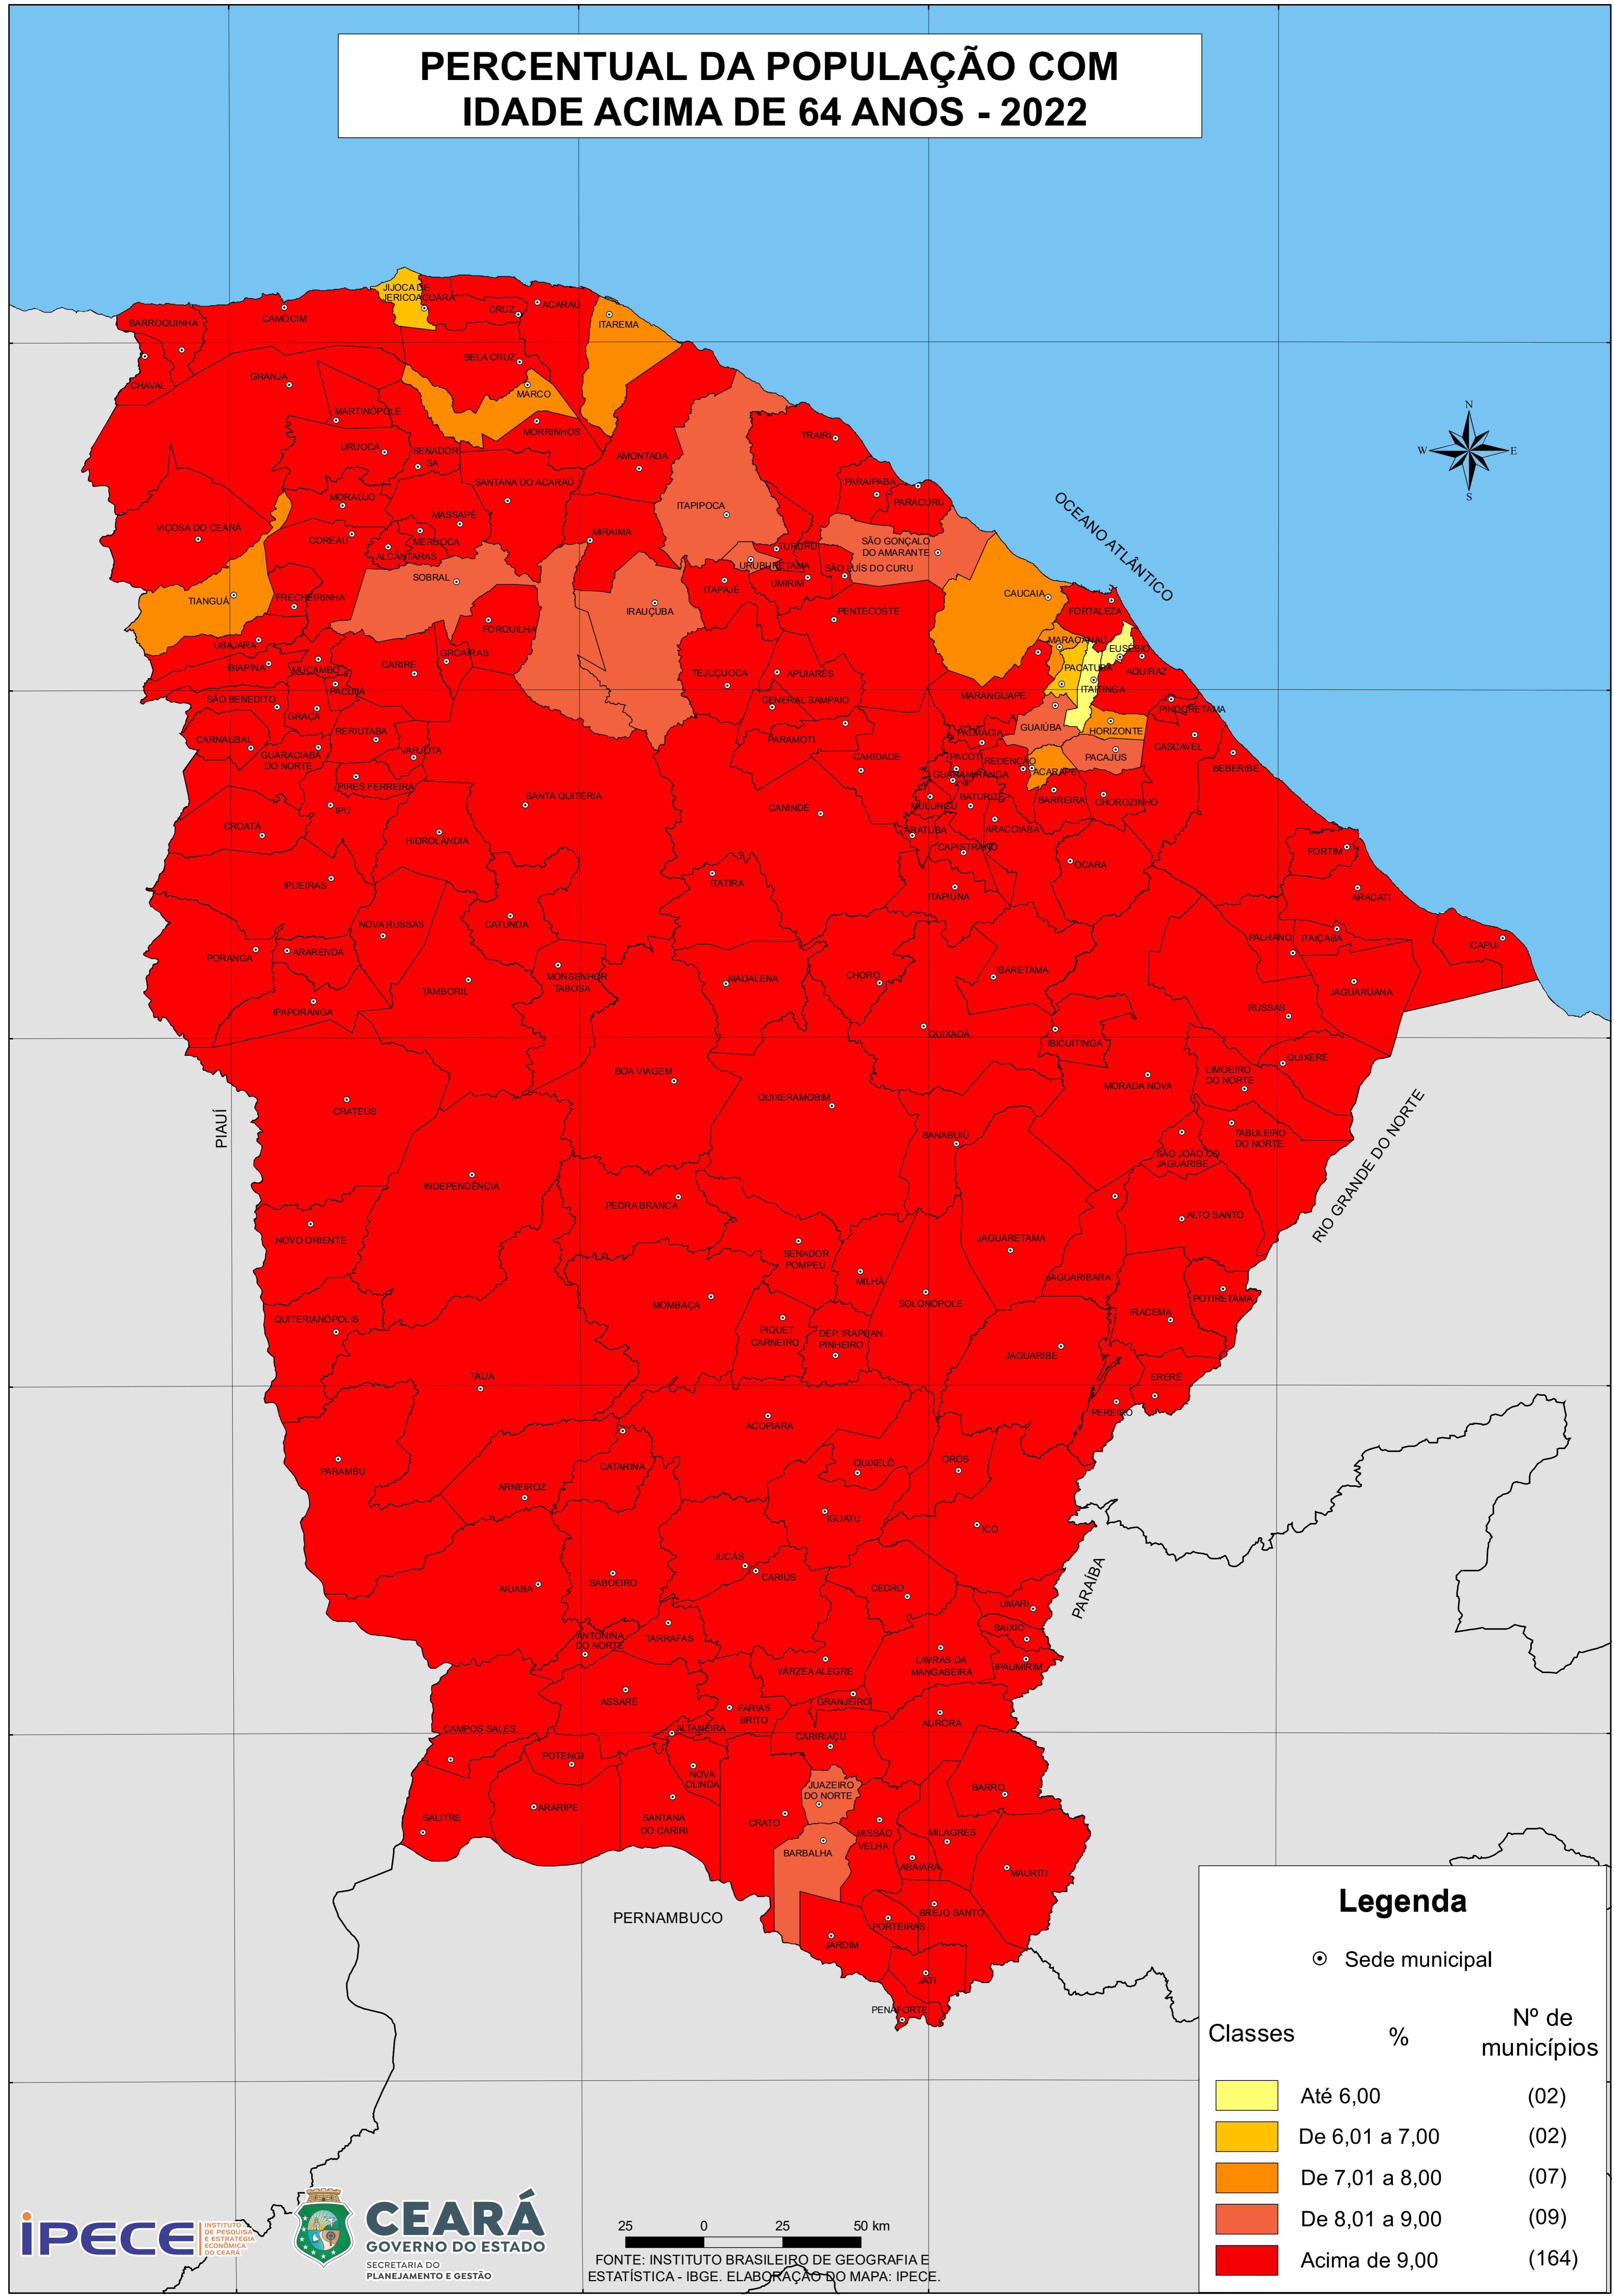 PERCENTUAL DA POPULAÇÃO COM
IDADE ACIMA DE 64 ANOS - 2022
JIJOCA DE
JERICOACOARA
CRUZ
ACARAÚ
BARROQUINHA
CAMOCIM
ITAREMA
CHAVAL
GRANJA
BELA CRUZ
MARCO
MARTINÓPOLE
MORRINHOS
URUOCA
SENADOR
SÁ
AMONTADA
TRAIRI
N
W
E
S
SANTANA DO ACARAÚ
PARAIPABA
PARACURU
MORAÚJO
ITAPIPOCA
OCEANO ATLÂNTICO
VIÇOSA DO CEARÁ
MASSAPÊ
MIRAÍMA
COREAÚ
MERUOCA
ALCÂNTARAS
SÃO GONÇALO
DO AMARANTE
URUBURETAMA
SÃO LUÍS DO CURU
SOBRAL
TIANGUÁ
FRECHEIRINHA
IRAUÇUBA
ITAPAJÉ
UMIRIM
CAUCAIA
FORTALEZA
PENTECOSTE
FORQUILHA
UBAJARA
MARACANAÚ
EUSÉBIO
IBIAPINA
MUCAMBO
CARIRÉ
GROAÍRAS
PACATUBA
AQUIRAZ
TEJUÇUOCA
APUIARÉS
PACUJÁ
ITAITINGA
SÃO BENEDITO
GENERAL SAMPAIO
MARANGUAPE
PINDORETAMA
GRAÇA
CARNAUBAL
RERIUTABA
PARAMOTI
GUAIÚBA
HORIZONTE
PALMÁCIA
GUARACIABA
DO NORTE
VARJOTA
CARIDADE
PACOTI
REDENÇÃO
PACAJUS
CASCAVEL
PIRES FERREIRA
GUARAMIRANGA
ACARAPE
BEBERIBE
IPU
SANTA QUITÉRIA
CANINDÉ
MULUNGU
BATURITÉ
BARREIRA
CHOROZINHO
CROATÁ
HIDROLÂNDIA
ARATUBA
ARACOIABA
CAPISTRANO
FORTIM
IPUEIRAS
ITATIRA
OCARA
ITAPIÚNA
ARACATI
NOVA RUSSAS
CATUNDA
PORANGA
ARARENDÁ
PALHANO
ITAIÇABA
ICAPUÍ
TAMBORIL
MONSENHOR
TABOSA
MADALENA
CHORÓ
IBARETAMA
JAGUARUANA
IPAPORANGA
RUSSAS
QUIXADÁ
IBICUITINGA
QUIXERÉ
BOA VIAGEM
LIMOEIRO
DO NORTE
MORADA NOVA
QUIXERAMOBIM
CRATEÚS
PIAUÍ
BANABUIÚ
TABULEIRO
DO NORTE
RIO GRANDE DO NORTE
SÃO JOÃO DO
JAGUARIBE
INDEPENDÊNCIA
PEDRA BRANCA
ALTO SANTO
NOVO ORIENTE
JAGUARETAMA
SENADOR
POMPEU
MILHÃ
JAGUARIBARA
POTIRETAMA
MOMBAÇA
SOLONÓPOLE
QUITERIANÓPOLIS
IRACEMA
PIQUET
CARNEIRO
DEP. IRAPUAN
PINHEIRO
JAGUARIBE
TAUÁ
ERERÊ
PEREIRO
ACOPIARA
PARAMBU
CATARINA
QUIXELÔ
ORÓS
ARNEIROZ
IGUATU
ICÓ
JUCÁS
CARIÚS
AIUABA
SABOEIRO
CEDRO
PARAÍBA
UMARI
BAIXIO
ANTONINA
DO NORTE
TARRAFAS
VÁRZEA ALEGRE
LAVRAS DA
MANGABEIRA
IPAUMIRIM
ASSARÉ
GRANJEIRO
FARIAS
BRITO
AURORA
CAMPOS SALES
ALTANEIRA
CARIRIAÇU
POTENGI
NOVA
OLINDA
JUAZEIRO
DO NORTE
BARRO
SALITRE
ARARIPE
SANTANA
DO CARIRI
CRATO
MISSÃO
VELHA
MILAGRES
BARBALHA
ABAIARA
MAURITI
PERNAMBUCO
BREJO SANTO
PORTEIRAS
JARDIM
JATI
PENAFORTE
Legenda
Sede municipal
Classes
%
Nº de
municípios
Até 6,00
(02)
De 6,01 a 7,00
(02)
De 7,01 a 8,00
(07)
De 8,01 a 9,00
(09)
Acima de 9,00
(164)
iPECE
INSTITUTO
DE PESQUISA
E ESTRATÉGIA
ECONÔMICA
DO CEARÁ
CEARÁ
GOVERNO DO ESTADO
SECRETARIA DO
PLANEJAMENTO E GESTÃO
25 0 25 50 km
FONTE: INSTITUTO BRASILEIRO DE GEOGRAFIA E
ESTATÍSTICA - IBGE. ELABORAÇÃO DO MAPA: IPECE.